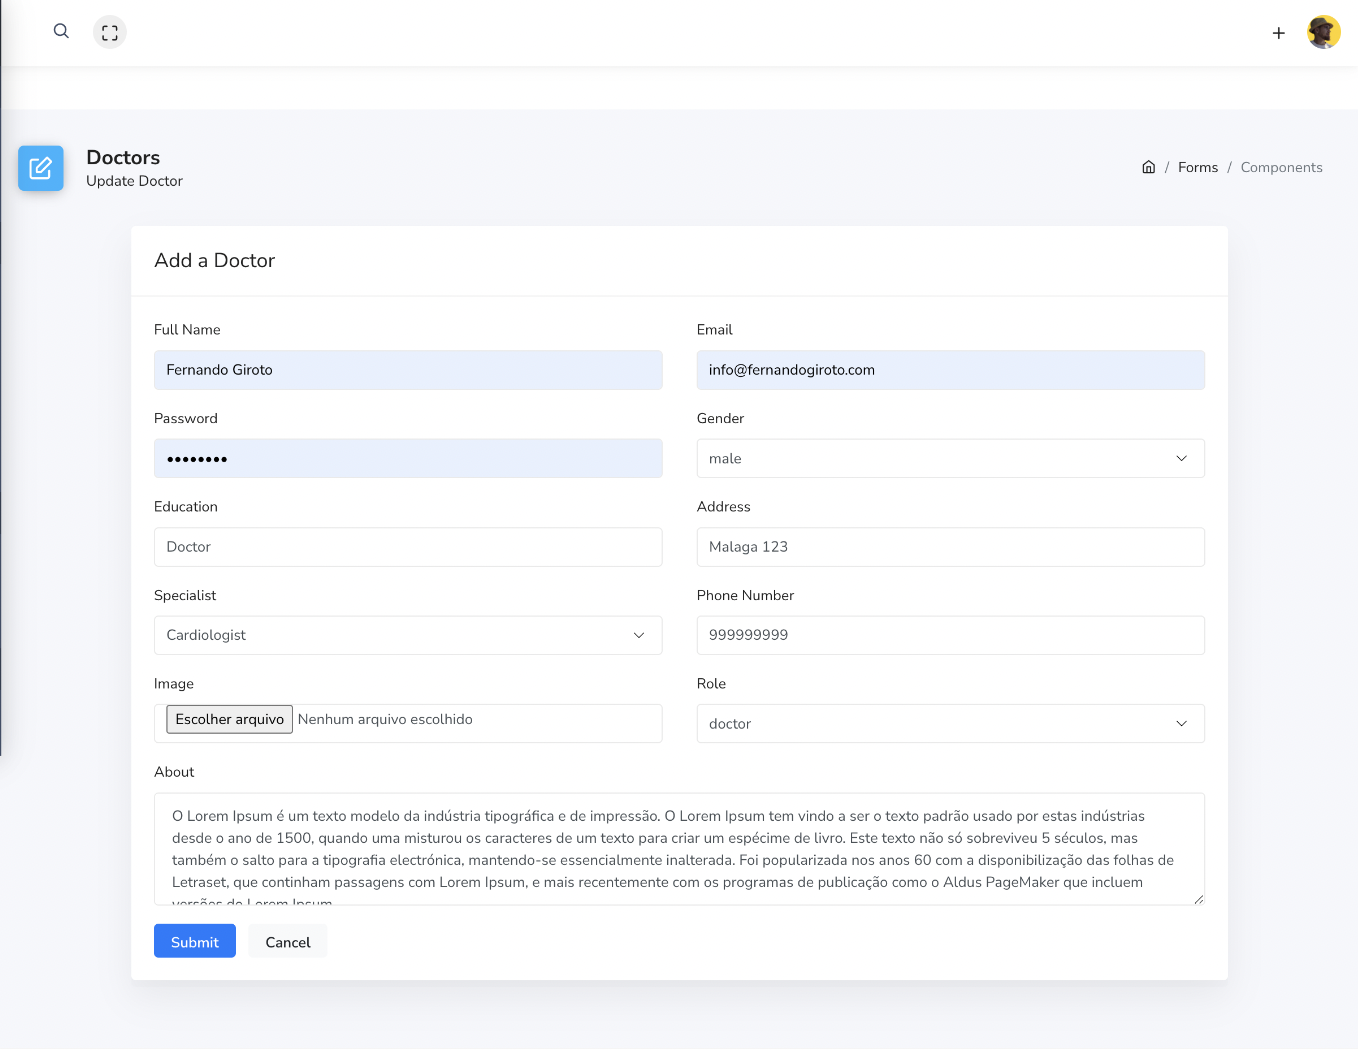 Doctors
Update Doctor
/ Forms / Components
Add a Doctor
Full Name
Email
Fernando Giroto
info@fernandogiroto.com
Password
Gender
••••••••
male
Education
Address
Doctor
Malaga 123
Specialist
Phone Number
Cardiologist
999999999
Image
Role
Escolher arquivo Nenhum arquivo escolhido
doctor
About
O Lorem Ipsum é um texto modelo da indústria tipográfica e de impressão. O Lorem Ipsum tem vindo a ser o texto padrão usado por estas indústrias
desde o ano de 1500, quando uma misturou os caracteres de um texto para criar um espécime de livro. Este texto não só sobreviveu 5 séculos, mas
também o salto para a tipografia electrónica, mantendo-se essencialmente inalterada. Foi popularizada nos anos 60 com a disponibilização das folhas de
Letraset, que continham passagens com Lorem Ipsum, e mais recentemente com os programas de publicação como o Aldus PageMaker que incluem
versões do Lorem Ipsum.
Submit
Cancel